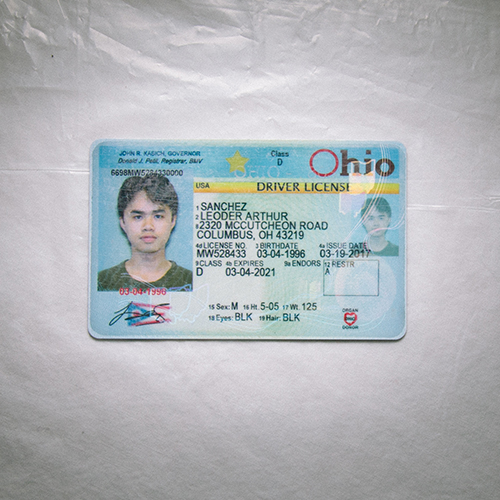 JOHN R. KASICH, GOVERNOR
Donald J. Petit, Registrar, BMV
Class
D
Ohio
6698MW5284330000
USA
DRIVER LICENSE
1 SANCHEZ
2 LEODER ARTHUR
8 2320 MCCUTCHEON ROAD
COLUMBUS, OH 43219
4d LICENSE NO. 3 BIRTHDATE 4a ISSUE DATE
MW528433 03-04-1996 03-19-2017
9 CLASS 4b EXPIRES 9a ENDORS 12 RESTR
D 03-04-2021 A
03-04-1996
15 Sex: M 16 Ht. 5-05 17 Wt. 125
18 Eyes: BLK 19 Hair: BLK
ORGAN
DONOR